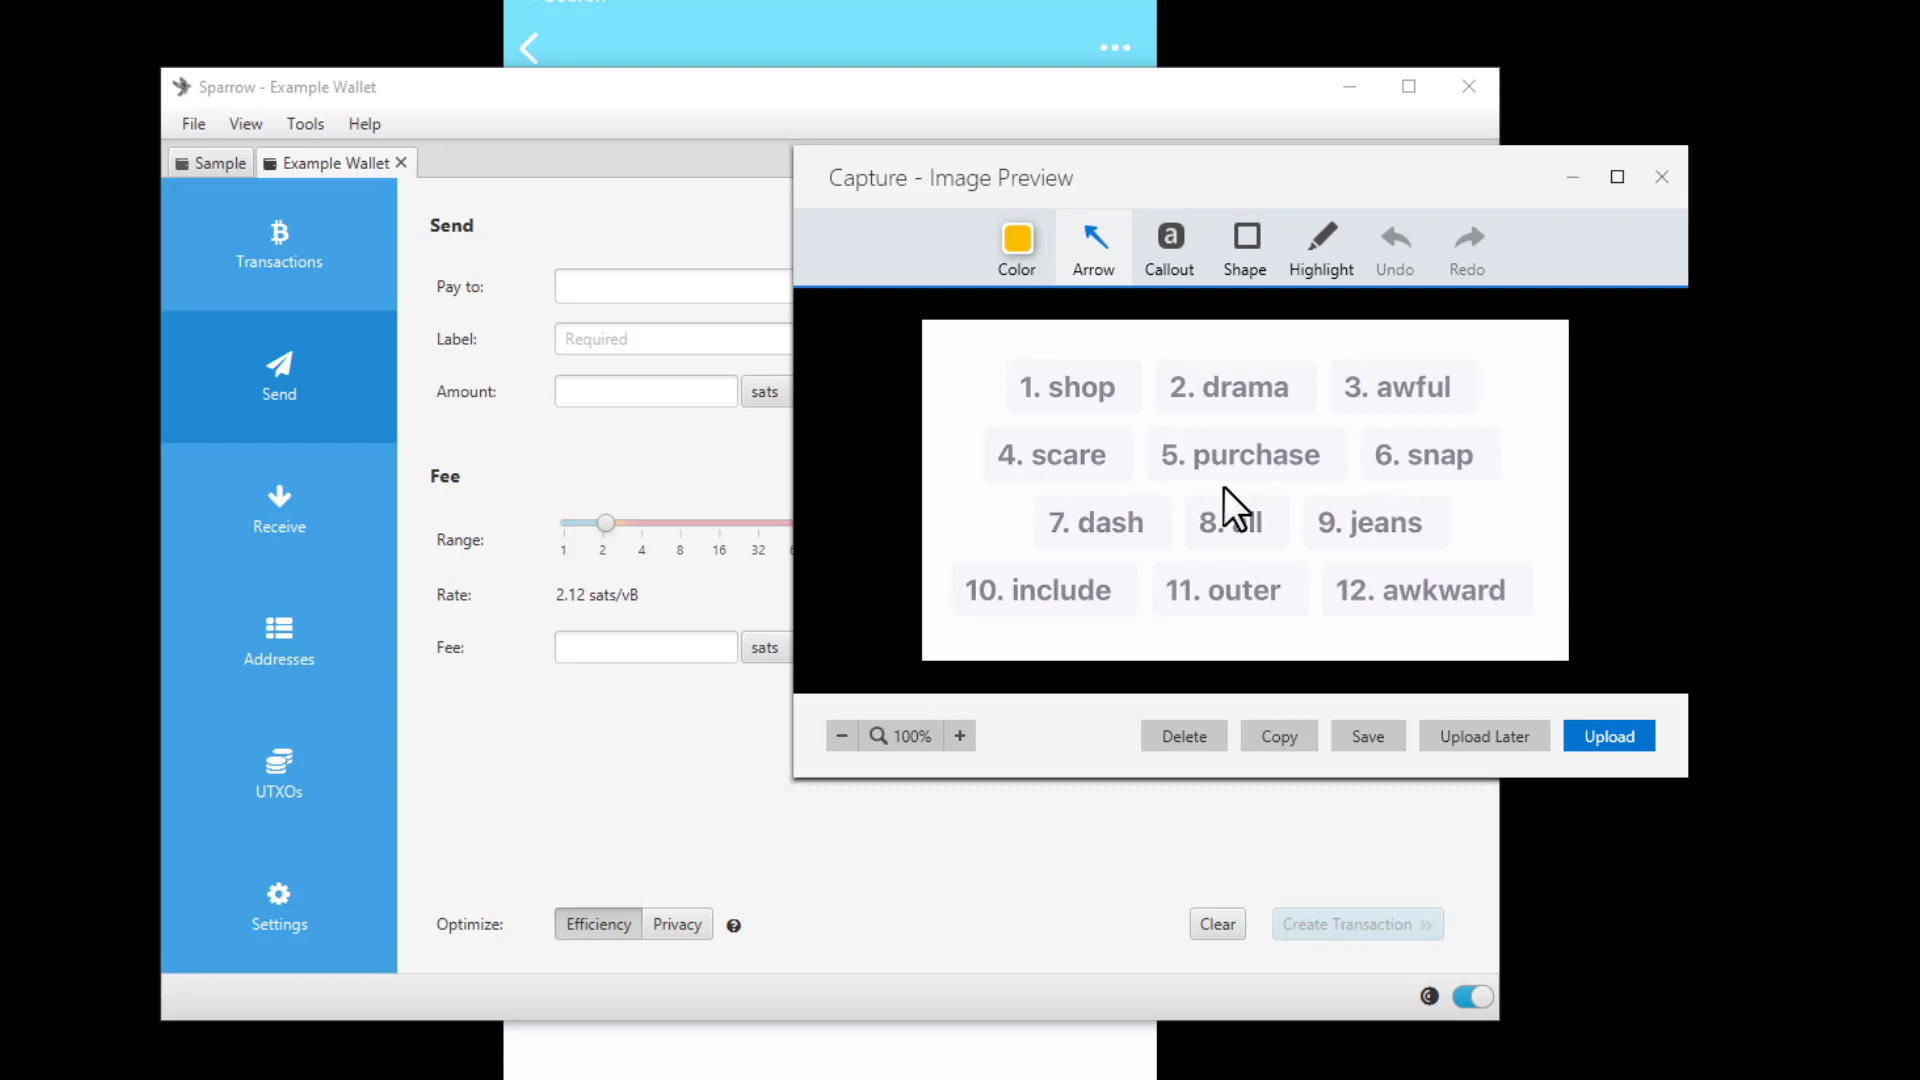 Sparrow - Example Wallet
File View Tools Help
Sample
Example Wallet
Transactions
Send
Receive
Addresses
UTXOs
Settings
Send
Pay to:
Label: Required
Amount: sats
Fee
Range:
1 2 4 8 16 32
Rate: 2.12 sats/vB
Fee: sats
Optimize: Efficiency Privacy
Clear Create Transaction »
Capture - Image Preview
Color Arrow Callout Shape Highlight Undo Redo
1. shop 2. drama 3. awful
4. scare 5. purchase 6. snap
7. dash 8. 9. jeans
10. include 11. outer 12. awkward
− 100% + Delete Copy Save Upload Later Upload